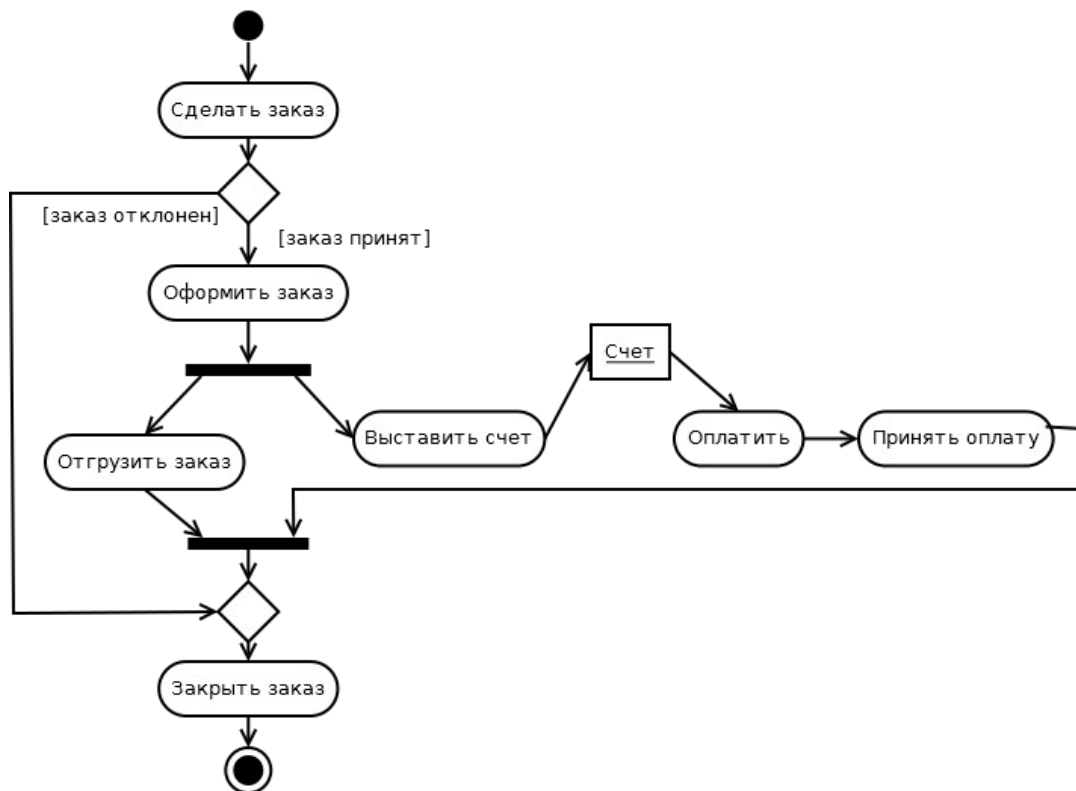 Сделать заказ
[заказ отклонен]
[заказ принят]
Оформить заказ
Счет
Выставить счет
Оплатить
Принять оплату
Отгрузить заказ
Закрыть заказ